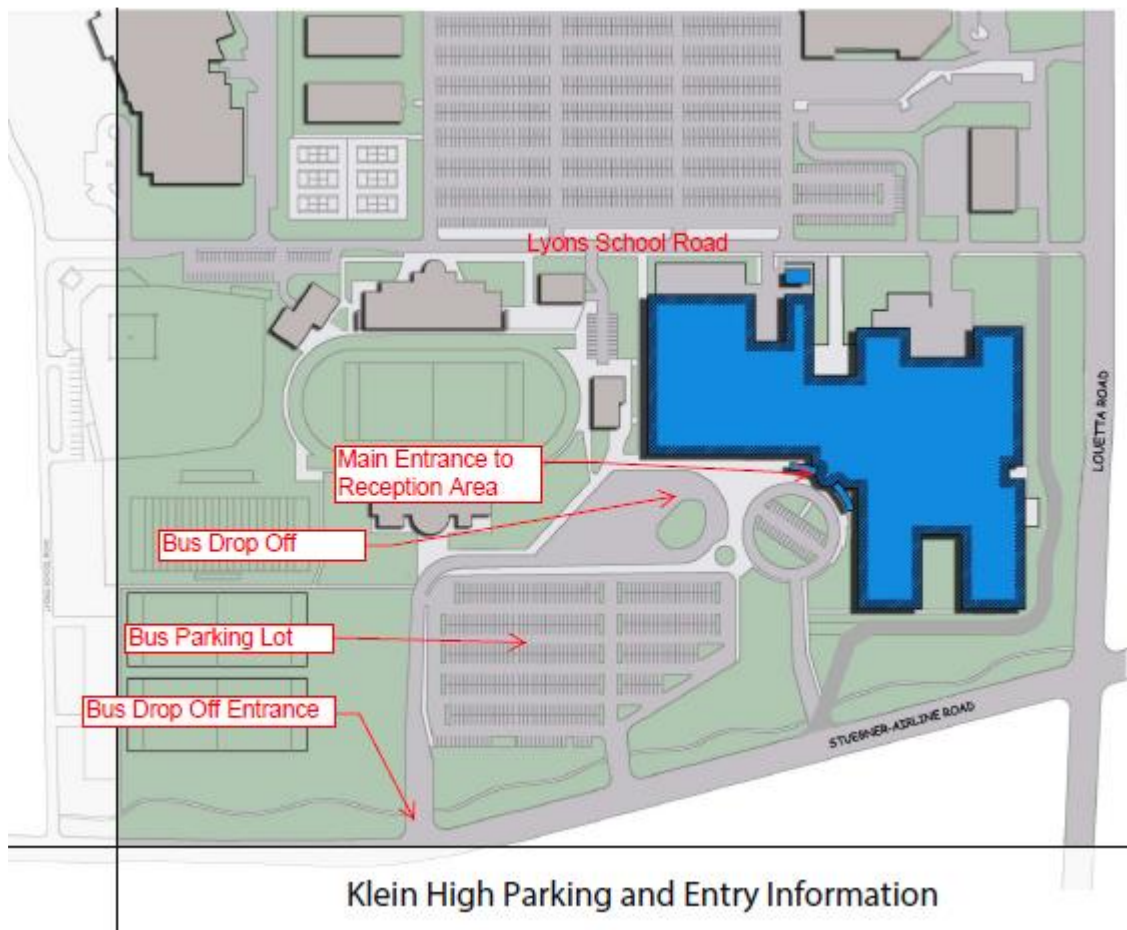 Lyons School Road
LOUETTA ROAD
Main Entrance to
Reception Area
Bus Drop Off
Bus Parking Lot
Bus Drop Off Entrance
STUEBNER-AIRLINE ROAD
Klein High Parking and Entry Information